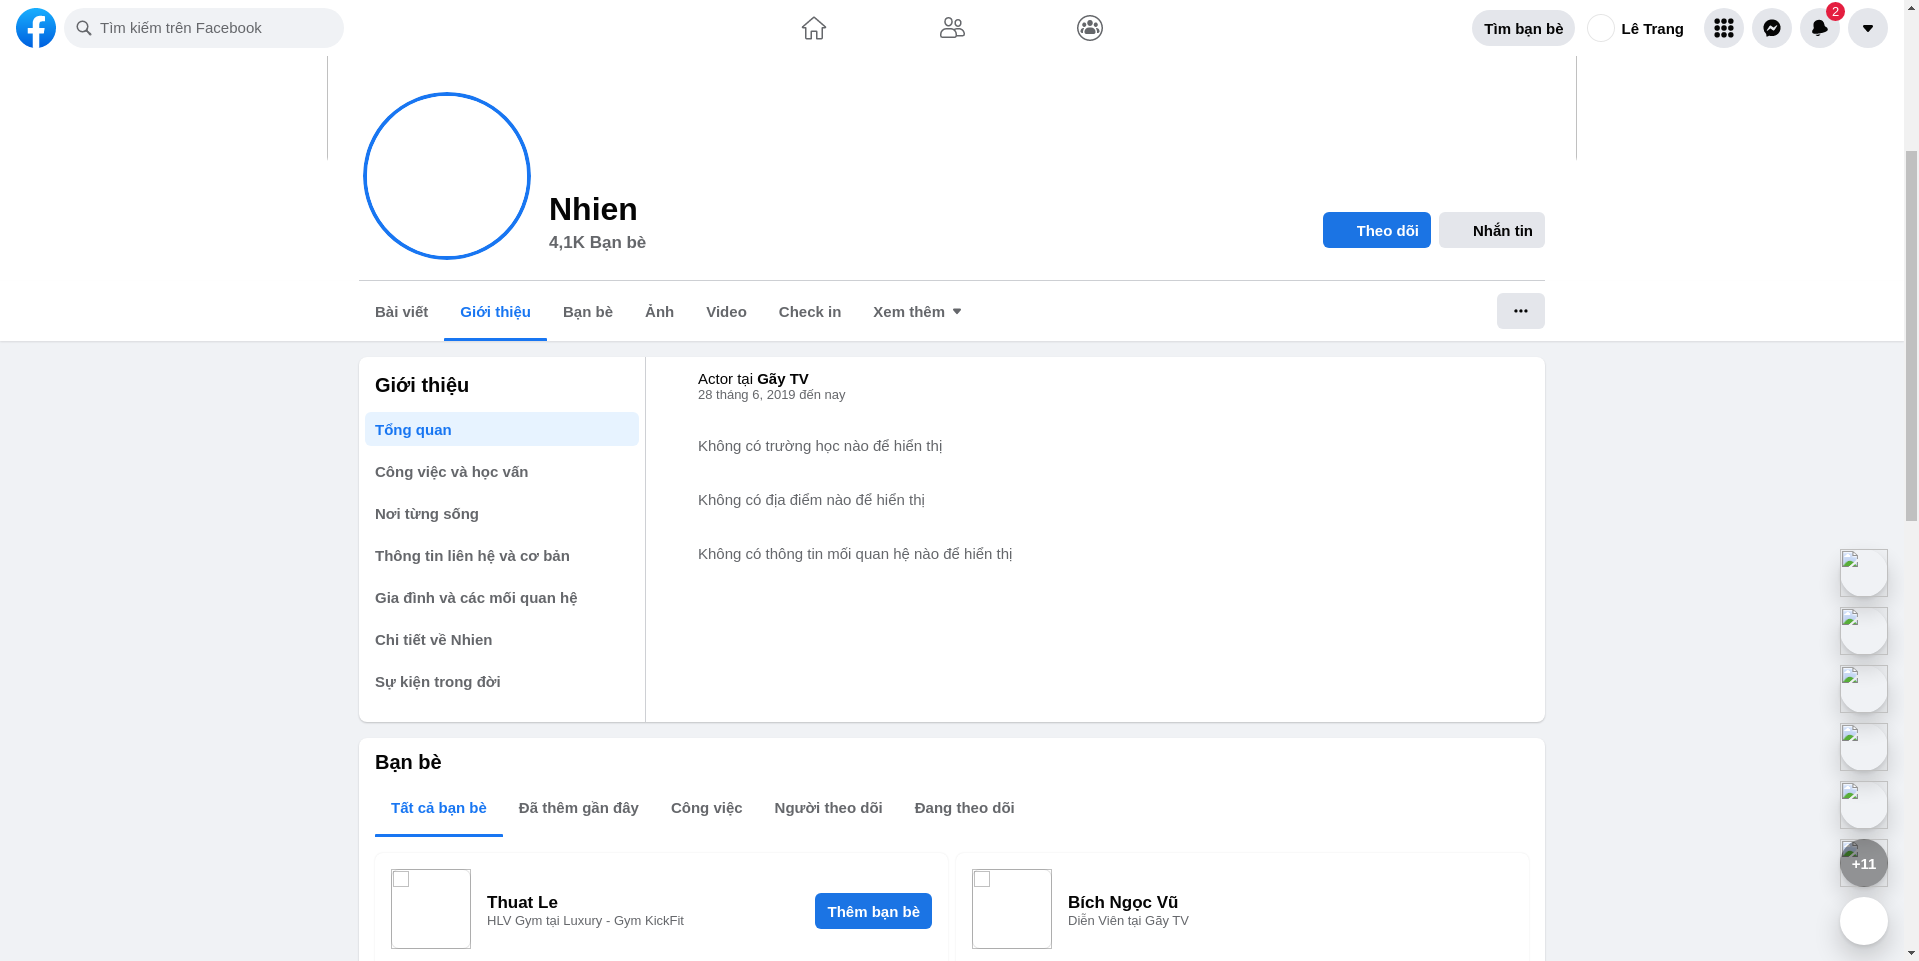 Tìm kiếm trên Facebook
Tìm bạn bè
Lê Trang
2
Nhien
4,1K Bạn bè
Theo dõi
Nhắn tin
Bài viết
Giới thiệu
Bạn bè
Ảnh
Video
Check in
Xem thêm
Giới thiệu
Tổng quan
Công việc và học vấn
Nơi từng sống
Thông tin liên hệ và cơ bản
Gia đình và các mối quan hệ
Chi tiết về Nhien
Sự kiện trong đời
Actor tại Gãy TV
28 tháng 6, 2019 đến nay
Không có trường học nào để hiển thị
Không có địa điểm nào để hiển thị
Không có thông tin mối quan hệ nào để hiển thị
Bạn bè
Tất cả bạn bè
Đã thêm gần đây
Công việc
Người theo dõi
Đang theo dõi
Thuat Le
HLV Gym tại Luxury - Gym KickFit
Thêm bạn bè
Bích Ngọc Vũ
Diễn Viên tại Gãy TV
+11